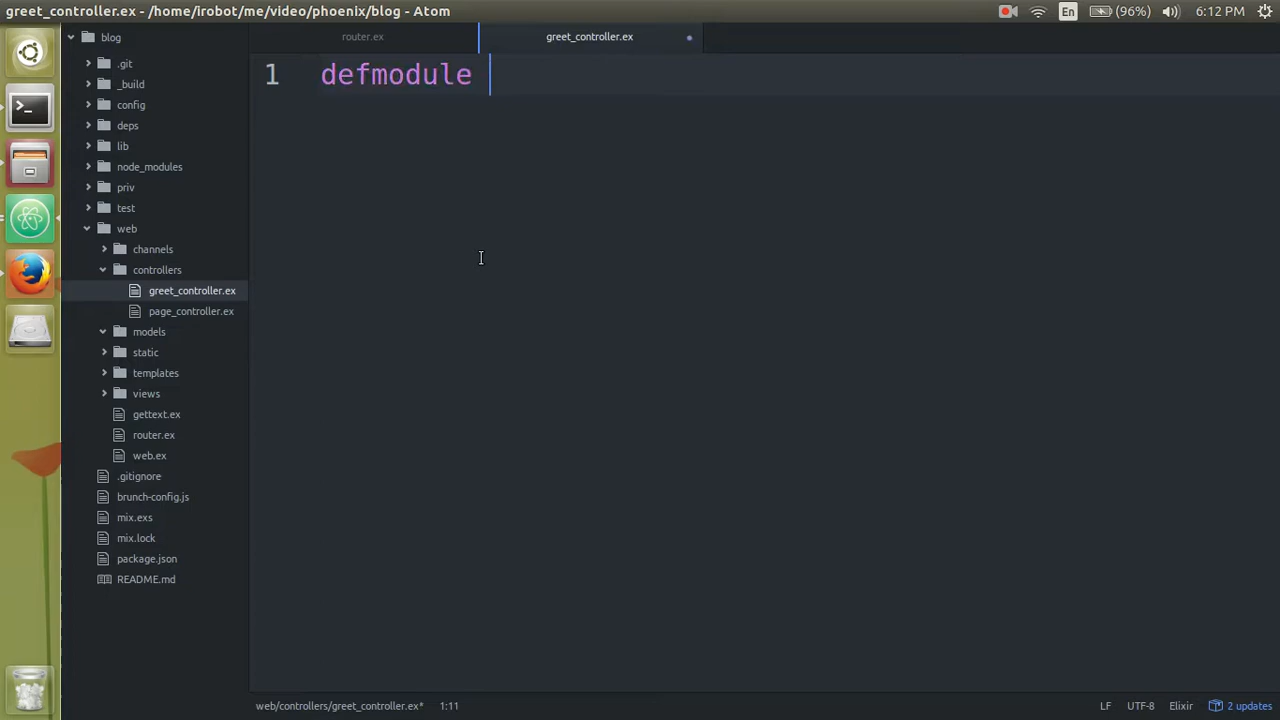 greet_controller.ex - /home/irobot/me/video/phoenix/blog - Atom
En
(96%)
6:12 PM
blog
router.ex
greet_controller.ex
.git
_build
config
deps
lib
node_modules
priv
test
web
channels
controllers
greet_controller.ex
page_controller.ex
models
static
templates
views
gettext.ex
router.ex
web.ex
.gitignore
brunch-config.js
mix.exs
mix.lock
package.json
README.md
1 defmodule
web/controllers/greet_controller.ex* 1:11
LF UTF-8 Elixir 2 updates